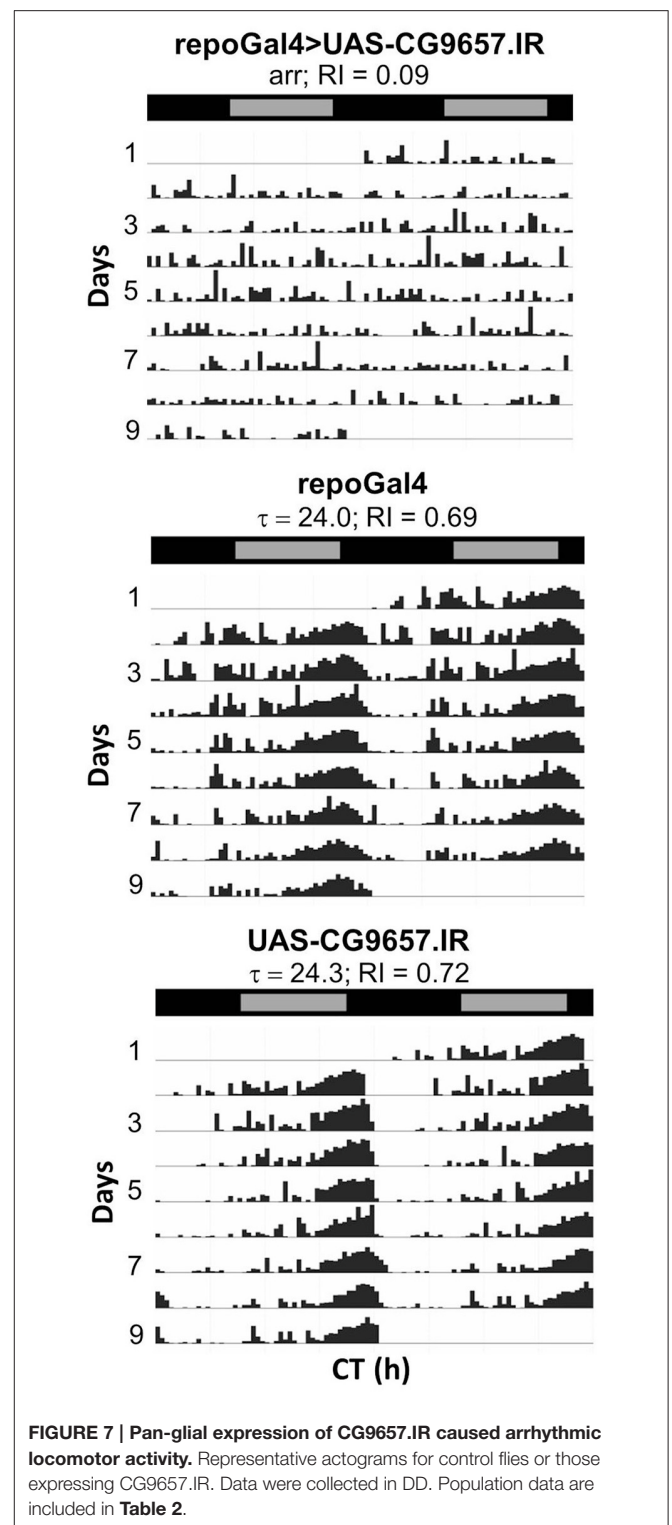 repoGal4>UAS-CG9657.IR
arr; RI = 0.09
1
3
5
7
9
Days
repoGal4
τ = 24.0; RI = 0.69
1
3
5
7
9
Days
UAS-CG9657.IR
τ = 24.3; RI = 0.72
1
3
5
7
9
Days
CT (h)
FIGURE 7 | Pan-glial expression of CG9657.IR caused arrhythmic
locomotor activity. Representative actograms for control flies or those
expressing CG9657.IR. Data were collected in DD. Population data are
included in Table 2.